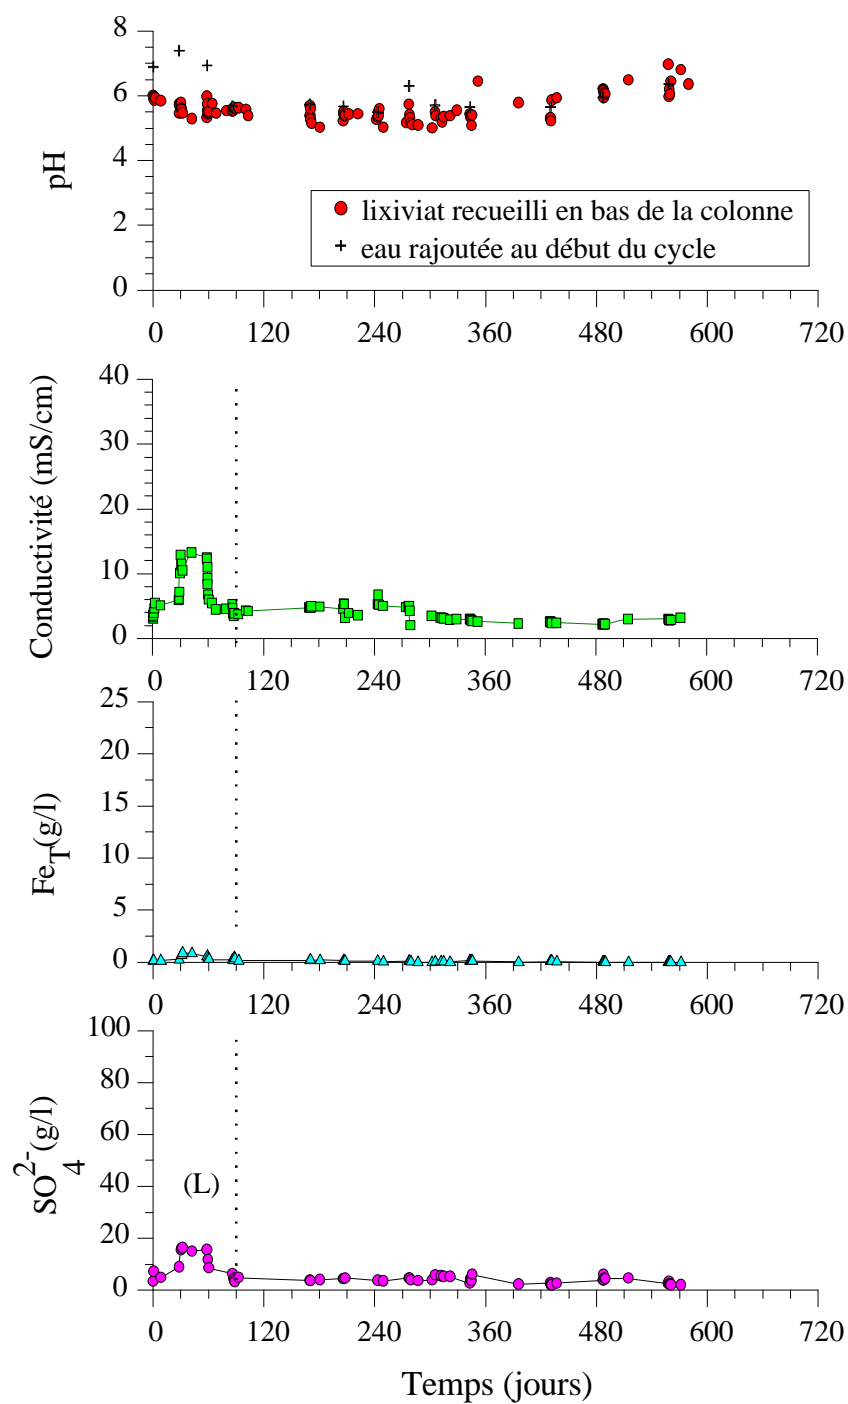 8
6
4
2
0
pH
lixiviat recueilli en bas de la colonne
eau rajoutée au début du cycle
0 120 240 360 480 600 720
40
30
20
10
0
Conductivité (mS/cm)
0 120 240 360 480 600 720
25
20
15
10
5
0
Fe_T(g/l)
0 120 240 360 480 600 720
100
80
60
40
20
0
SO₄²⁻(g/l)
(L)
0 120 240 360 480 600 720
Temps (jours)